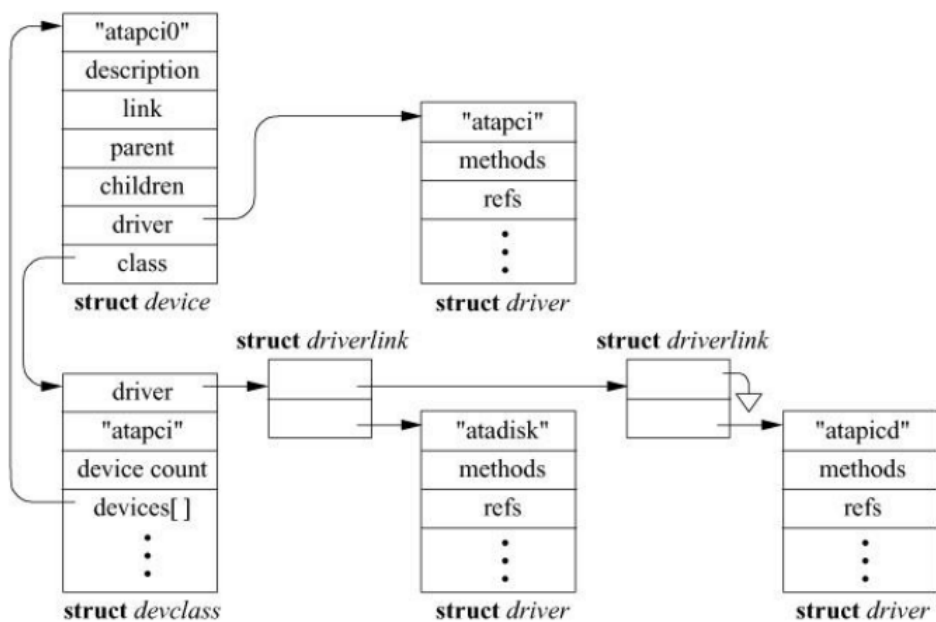 "atapci0"
description
link
parent
children
driver
class
struct device
"atapci"
methods
refs
struct driver
struct driverlink
struct driverlink
driver
"atapci"
device count
devices[ ]
struct devclass
"atadisk"
methods
refs
struct driver
"atapicd"
methods
refs
struct driver